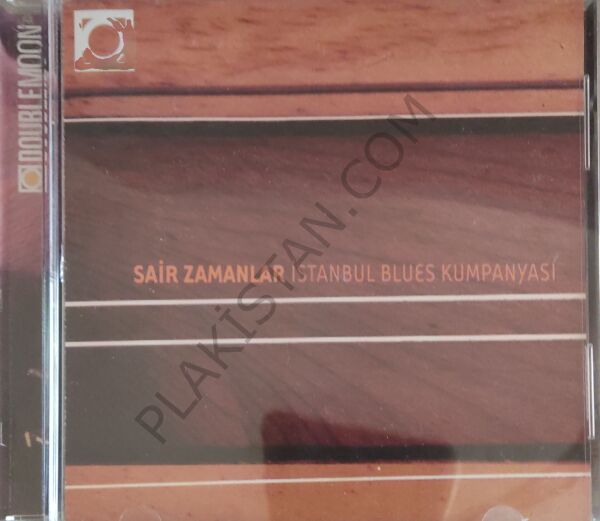 DOUBLEMOON
SAİR ZAMANLAR İSTANBUL BLUES KUMPANYASI
PLAKİSTAN.COM